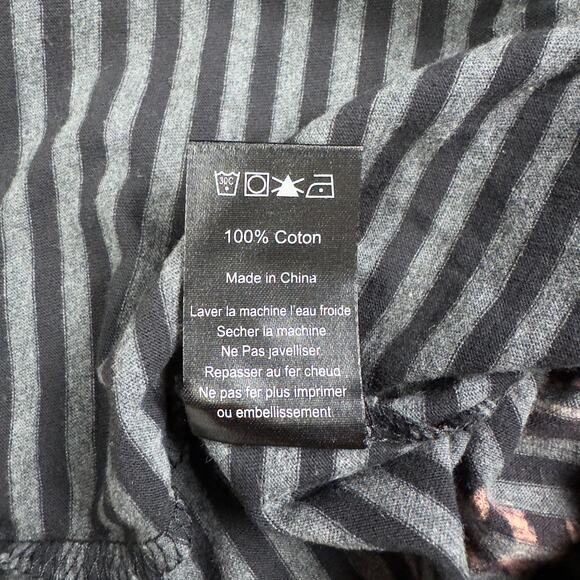 30C
100% Coton
Made in China
Laver la machine l'eau froide
Secher la machine
Ne Pas javelliser.
Repasser au fer cheud
Ne pas fer plus imprimer
ou embellissement